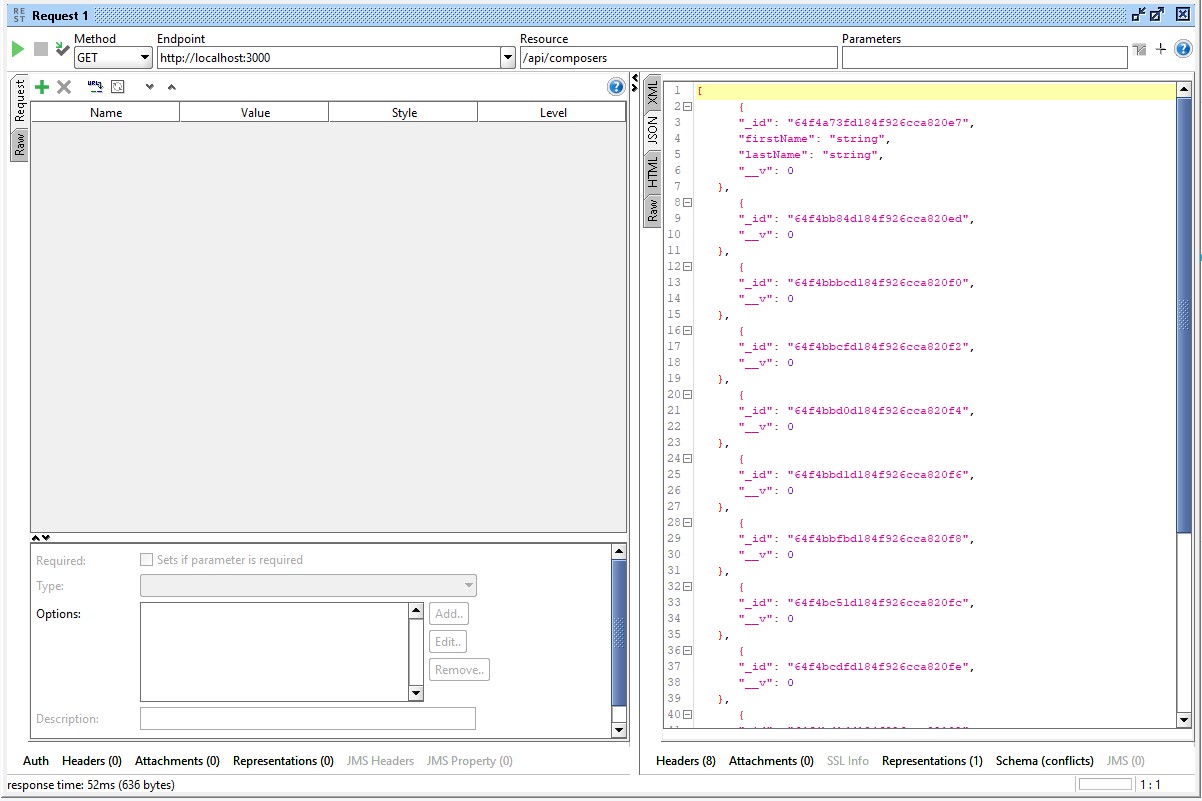 RE
ST
Request 1
Method
Endpoint
Resource
Parameters
GET
http://localhost:3000
/api/composers
Request
Raw
Name Value Style Level
Required: Sets if parameter is required
Type:
Options:
Add..
Edit..
Remove..
Description:
Auth Headers (0) Attachments (0) Representations (0) JMS Headers JMS Property (0)
XML
JSON
HTML
Raw
1 [
2 {
3 "_id": "64f4a73fd184f926cca820e7",
4 "firstName": "string",
5 "lastName": "string",
6 "__v": 0
7 },
8 {
9 "_id": "64f4bb84d184f926cca820ed",
10 "__v": 0
11 },
12 {
13 "_id": "64f4bbbcd184f926cca820f0",
14 "__v": 0
15 },
16 {
17 "_id": "64f4bbcfd184f926cca820f2",
18 "__v": 0
19 },
20 {
21 "_id": "64f4bbd0d184f926cca820f4",
22 "__v": 0
23 },
24 {
25 "_id": "64f4bbd1d184f926cca820f6",
26 "__v": 0
27 },
28 {
29 "_id": "64f4bbfbd184f926cca820f8",
30 "__v": 0
31 },
32 {
33 "_id": "64f4bc51d184f926cca820fc",
34 "__v": 0
35 },
36 {
37 "_id": "64f4bcdfd184f926cca820fe",
38 "__v": 0
39 },
40 {
Headers (8) Attachments (0) SSL Info Representations (1) Schema (conflicts) JMS (0)
response time: 52ms (636 bytes)
1 : 1